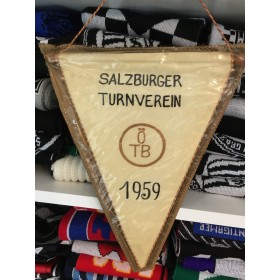 SALZBURGER
TURNVEREIN
Ö
TB
1959